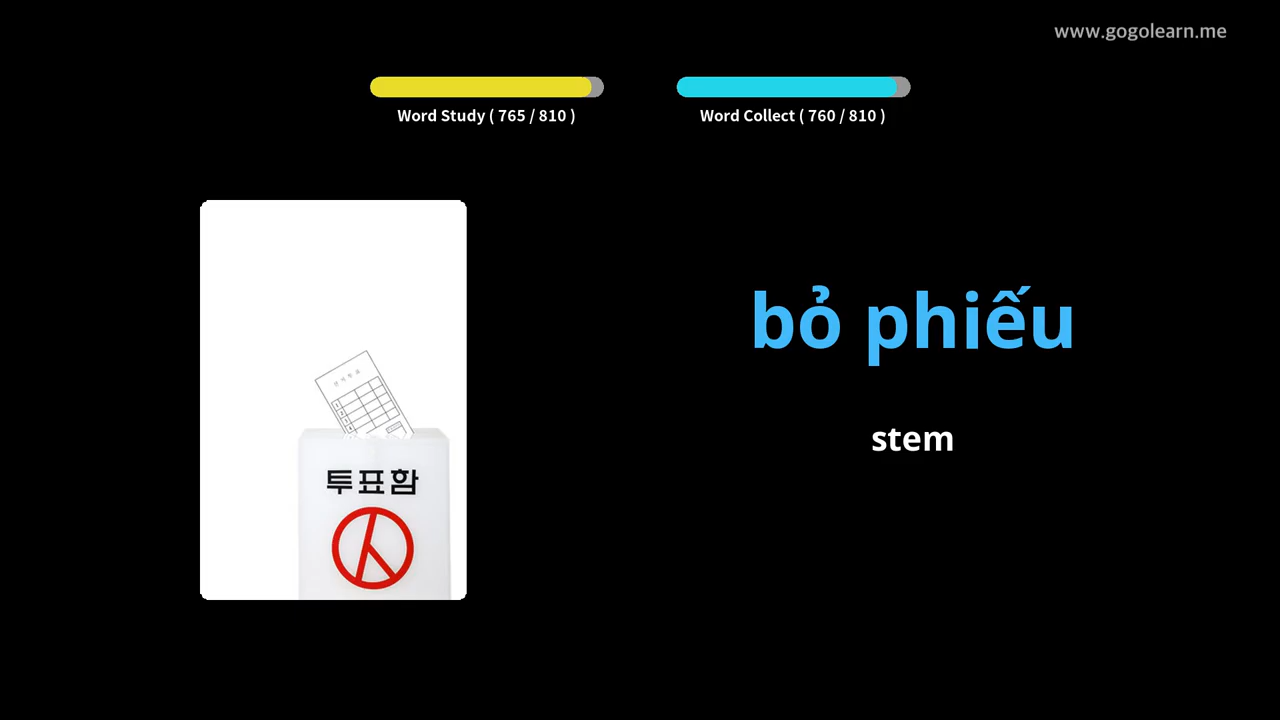 www.gogolearn.me
Word Study ( 765 / 810 )
Word Collect ( 760 / 810 )
bỏ phiếu
stem
투표함